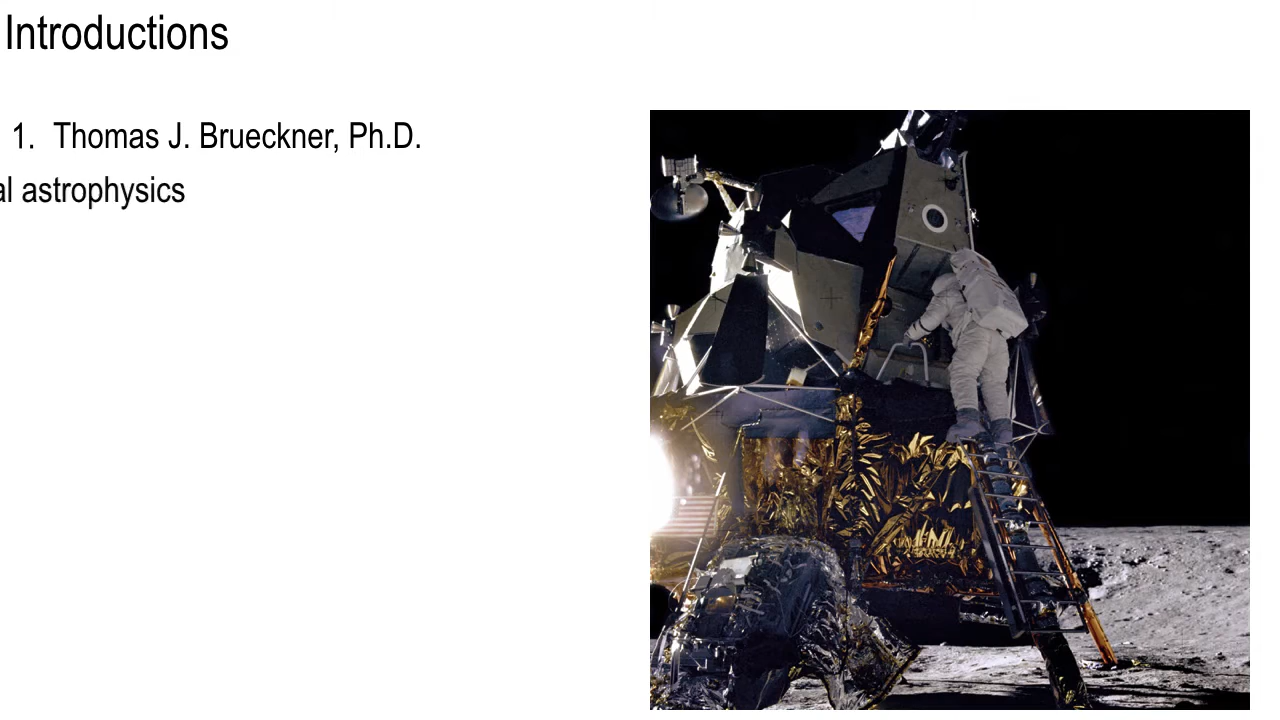 Introductions
1. Thomas J. Brueckner, Ph.D.
al astrophysics